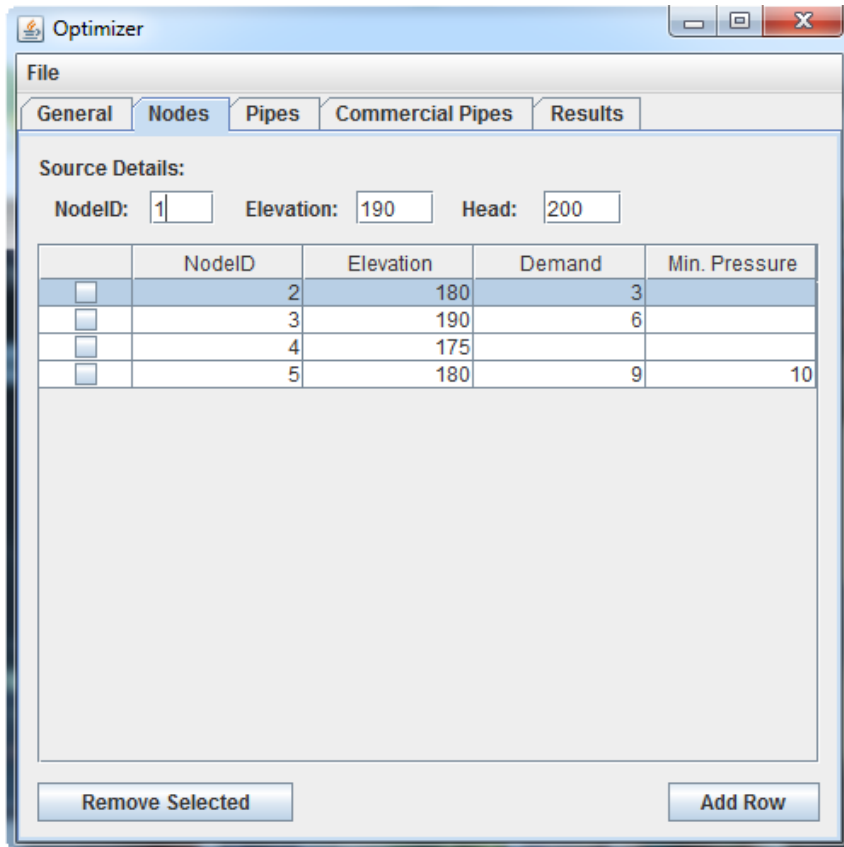 Optimizer
File
General Nodes Pipes Commercial Pipes Results
Source Details:
NodeID: 1 Elevation: 190 Head: 200
NodeID Elevation Demand Min. Pressure
2 180 3
3 190 6
4 175
5 180 9 10
Remove Selected Add Row